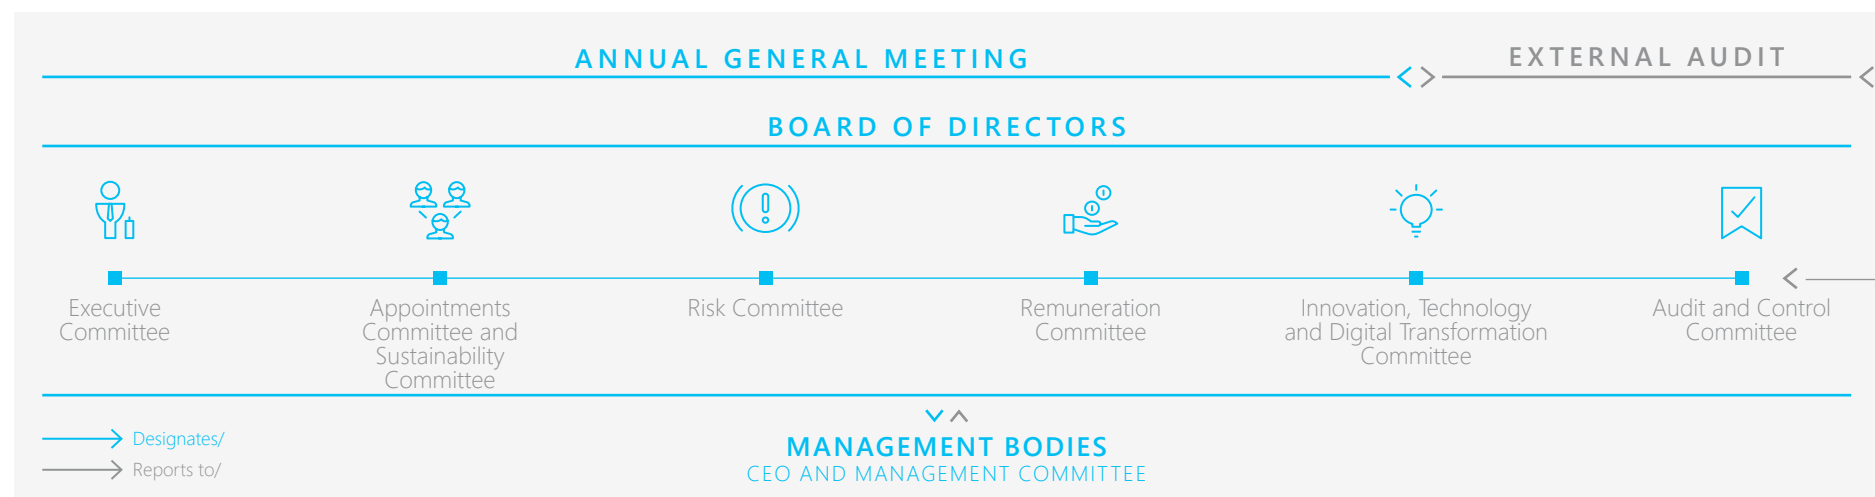 ANNUAL GENERAL MEETING
EXTERNAL AUDIT
BOARD OF DIRECTORS
Executive
Committee
Appointments
Committee and
Sustainability
Committee
Risk Committee
Remuneration
Committee
Innovation, Technology
and Digital Transformation
Committee
Audit and Control
Committee
Designates/
Reports to/
MANAGEMENT BODIES
CEO AND MANAGEMENT COMMITTEE